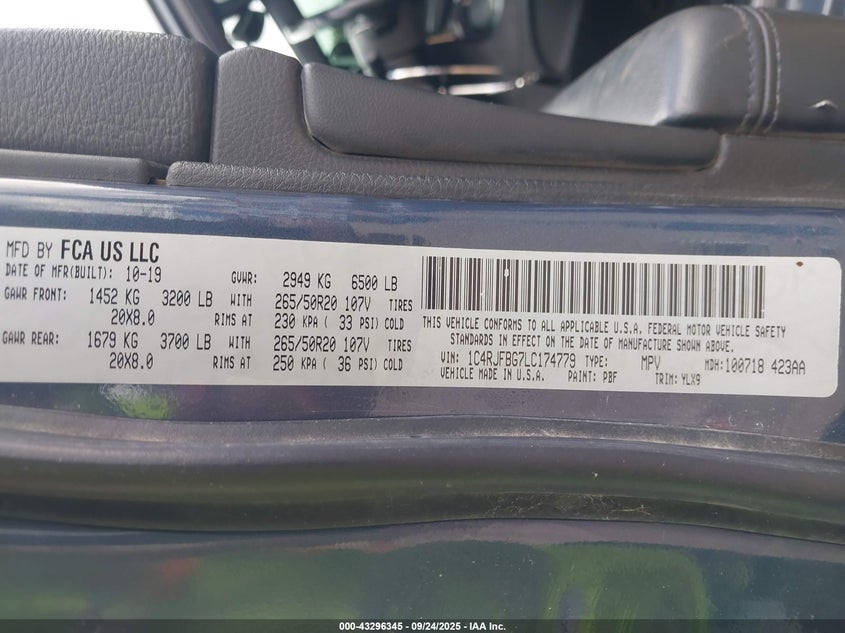 MFD BY FCA US LLC
DATE OF MFR(BUILT): 10-19 GVWR: 2949 KG 6500 LB
GAWR FRONT: 1452 KG 3200 LB WITH 265/50R20 107V TIRES
20X8.0 RIMS AT 230 KPA ( 33 PSI) COLD
GAWR REAR: 1679 KG 3700 LB WITH 265/50R20 107V TIRES
20X8.0 RIMS AT 250 KPA ( 36 PSI) COLD
THIS VEHICLE CONFORMS TO ALL APPLICABLE U.S.A. FEDERAL MOTOR VEHICLE SAFETY
STANDARDS IN EFFECT ON THE DATE OF MANUFACTURE SHOWN ABOVE.
VIN: 1C4RJFBG7LC174779 TYPE: MPV MDH:100718 423AA
VEHICLE MADE IN U.S.A. PAINT: PBF TRIM: YLX9
000-43296345 - 09/24/2025 - IAA Inc.